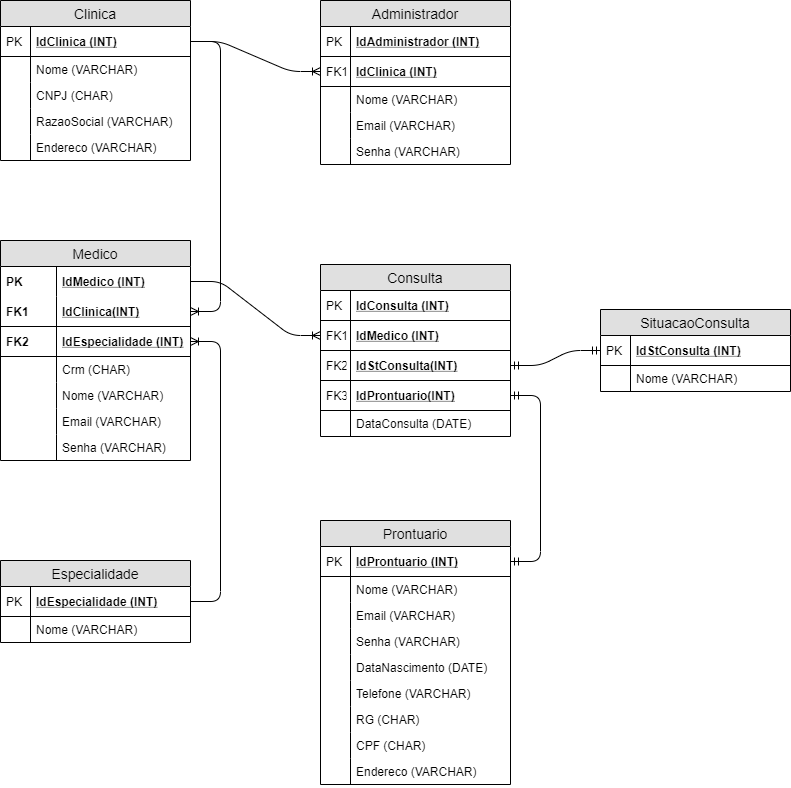 Clinica
PK IdClinica (INT)
Nome (VARCHAR)
CNPJ (CHAR)
RazaoSocial (VARCHAR)
Endereco (VARCHAR)
Administrador
PK IdAdministrador (INT)
FK1 IdClinica (INT)
Nome (VARCHAR)
Email (VARCHAR)
Senha (VARCHAR)
Medico
PK IdMedico (INT)
FK1 IdClinica(INT)
FK2 IdEspecialidade (INT)
Crm (CHAR)
Nome (VARCHAR)
Email (VARCHAR)
Senha (VARCHAR)
Consulta
PK IdConsulta (INT)
FK1 IdMedico (INT)
FK2 IdStConsulta(INT)
FK3 IdProntuario(INT)
DataConsulta (DATE)
SituacaoConsulta
PK IdStConsulta (INT)
Nome (VARCHAR)
Especialidade
PK IdEspecialidade (INT)
Nome (VARCHAR)
Prontuario
PK IdProntuario (INT)
Nome (VARCHAR)
Email (VARCHAR)
Senha (VARCHAR)
DataNascimento (DATE)
Telefone (VARCHAR)
RG (CHAR)
CPF (CHAR)
Endereco (VARCHAR)